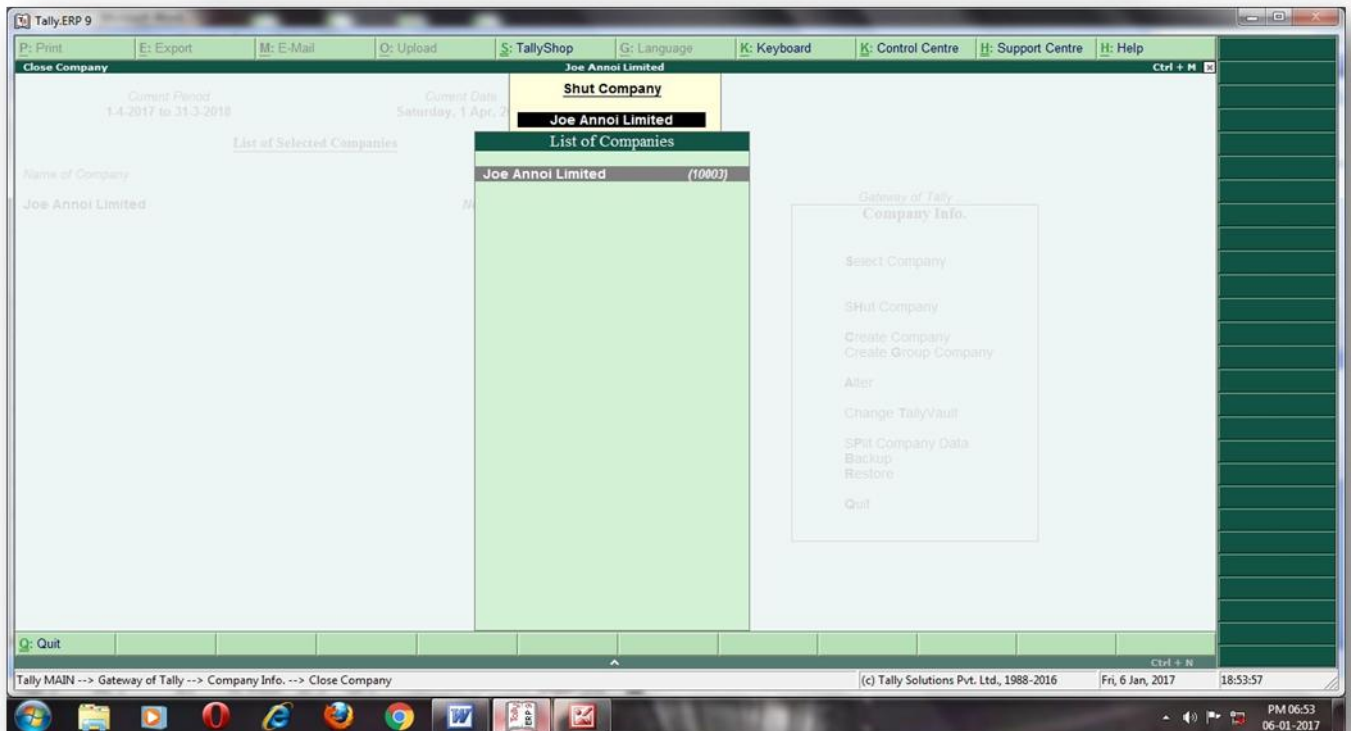 Tally.ERP 9
P: Print E: Export M: E-Mail O: Upload S: TallyShop G: Language K: Keyboard K: Control Centre H: Support Centre H: Help
Close Company Joe Annoi Limited Ctrl + M
Shut Company
Joe Annoi Limited
List of Companies
Joe Annoi Limited (10003)
Current Period
1-4-2017 to 31-3-2018
Current Date
Saturday, 1 Apr, 2
List of Selected Companies
Name of Company
Joe Annoi Limited
Gateway of Tally
Company Info.
Select Company
SHut Company
Create Company
Create Group Company
Alter
Change TallyVault
SPlit Company Data
Backup
Restore
Quit
Q: Quit
Ctrl + N
Tally MAIN --> Gateway of Tally --> Company Info. --> Close Company (c) Tally Solutions Pvt. Ltd., 1988-2016 Fri, 6 Jan, 2017 18:53:57
PM 06:53
06-01-2017